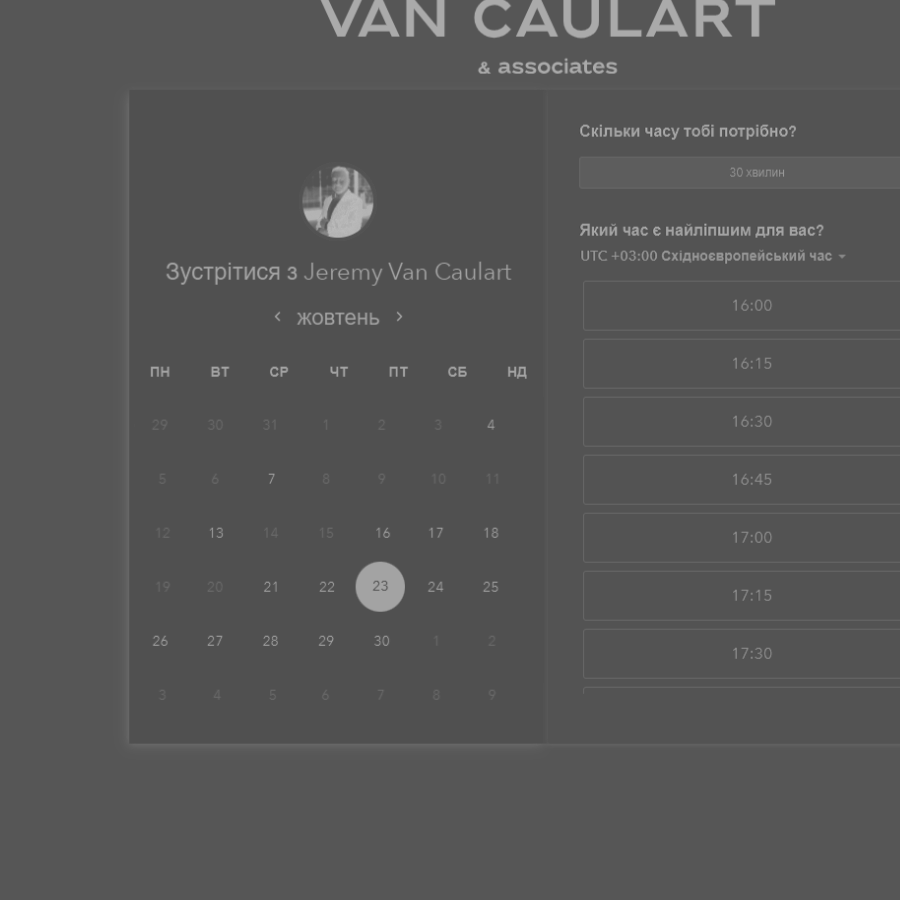 VAN CAULART
& associates
Зустрітися з Jeremy Van Caulart
жовтень
ПН ВТ СР ЧТ ПТ СБ НД
29 30 31 1 2 3 4
5 6 7 8 9 10 11
12 13 14 15 16 17 18
19 20 21 22 23 24 25
26 27 28 29 30 1 2
3 4 5 6 7 8 9
Скільки часу тобі потрібно?
30 хвилин
Який час є найліпшим для вас?
UTC +03:00 Східноєвропейський час
16:00
16:15
16:30
16:45
17:00
17:15
17:30